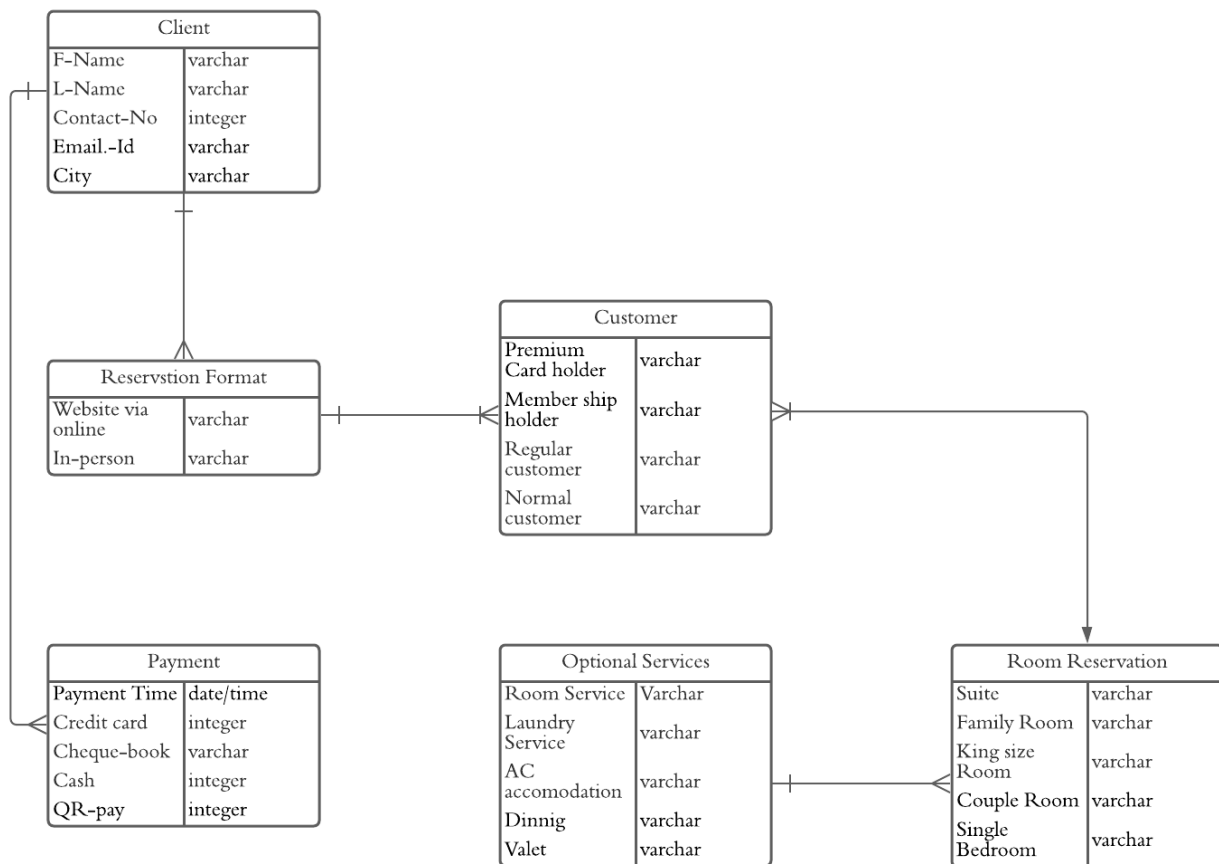 Client
F-Name varchar
L-Name varchar
Contact-No integer
Email.-Id varchar
City varchar
Reservstion Format
Website via
online varchar
In-person varchar
Customer
Premium
Card holder varchar
Member ship
holder varchar
Regular
customer varchar
Normal
customer varchar
Payment
Payment Time date/time
Credit card integer
Cheque-book varchar
Cash integer
QR-pay integer
Optional Services
Room Service Varchar
Laundry
Service varchar
AC
accomodation varchar
Dinnig varchar
Valet varchar
Room Reservation
Suite varchar
Family Room varchar
King size
Room varchar
Couple Room varchar
Single
Bedroom varchar